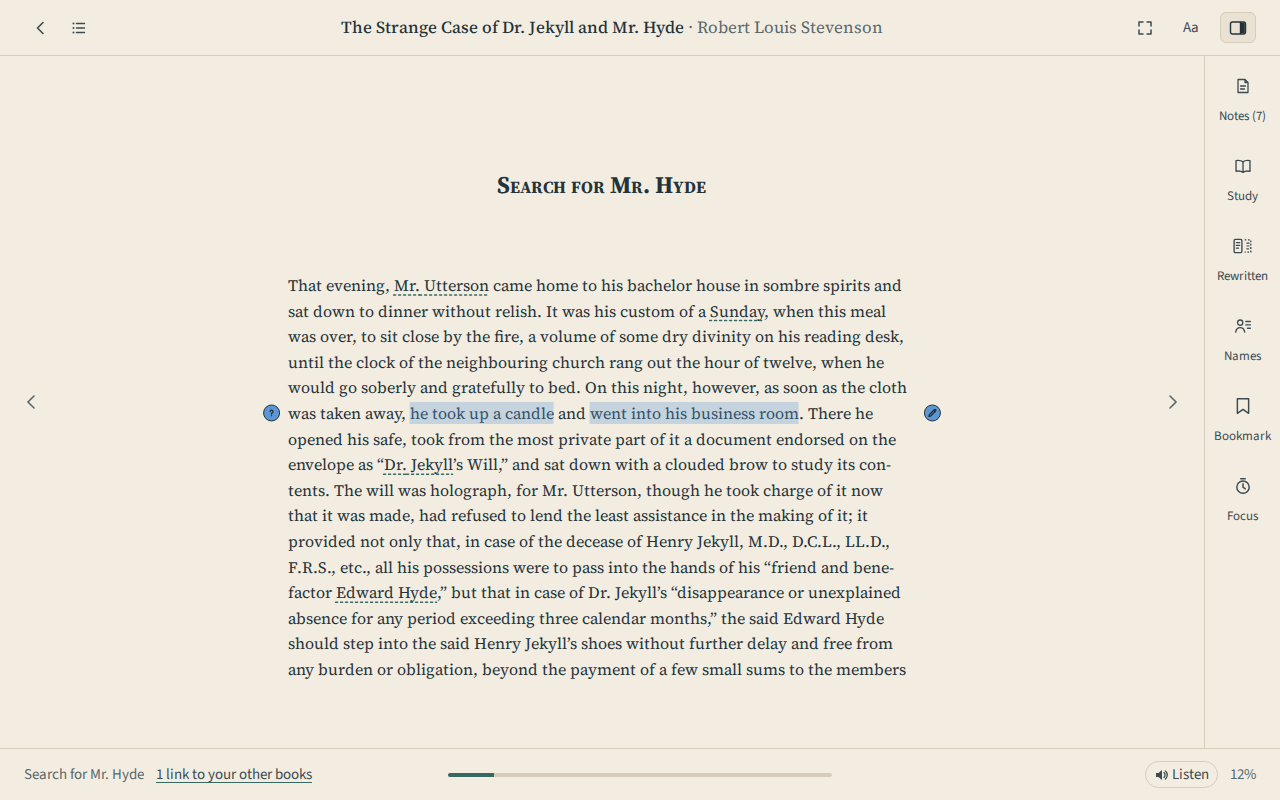 The Strange Case of Dr. Jekyll and Mr. Hyde · Robert Louis Stevenson
Aa
Notes (7)
Study
Rewritten
Names
Bookmark
Focus
Search for Mr. Hyde
That evening, Mr. Utterson came home to his bachelor house in sombre spirits and
sat down to dinner without relish. It was his custom of a Sunday, when this meal
was over, to sit close by the fire, a volume of some dry divinity on his reading desk,
until the clock of the neighbouring church rang out the hour of twelve, when he
would go soberly and gratefully to bed. On this night, however, as soon as the cloth
? was taken away, he took up a candle and went into his business room. There he
opened his safe, took from the most private part of it a document endorsed on the
envelope as “Dr. Jekyll’s Will,” and sat down with a clouded brow to study its con-
tents. The will was holograph, for Mr. Utterson, though he took charge of it now
that it was made, had refused to lend the least assistance in the making of it; it
provided not only that, in case of the decease of Henry Jekyll, M.D., D.C.L., LL.D.,
F.R.S., etc., all his possessions were to pass into the hands of his “friend and bene-
factor Edward Hyde,” but that in case of Dr. Jekyll’s “disappearance or unexplained
absence for any period exceeding three calendar months,” the said Edward Hyde
should step into the said Henry Jekyll’s shoes without further delay and free from
any burden or obligation, beyond the payment of a few small sums to the members
Search for Mr. Hyde 1 link to your other books
Listen 12%